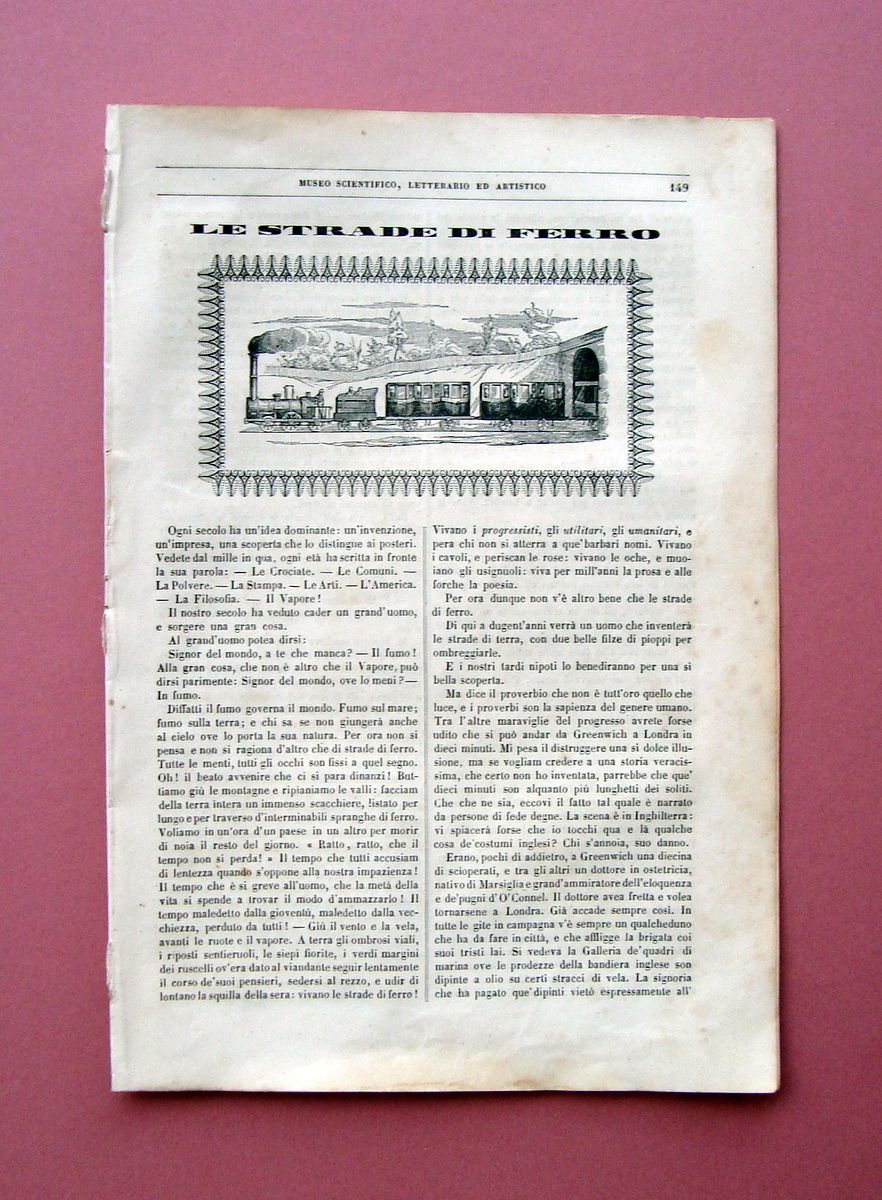 MUSEO SCIENTIFICO, LETTERARIO ED ARTISTICO 149
LE STRADE DI FERRO
Ogni secolo ha un'idea dominante: un'invenzione,
un'impresa, una scoperta che lo distingue ai posteri.
Vedete dal mille in qua, ogni età ha scritta in fronte
la sua parola: — Le Crociate. — Le Comuni. —
La Polvere. — La Stampa. — Le Arti. — L'America.
— La Filosofia. — Il Vapore!
Il nostro secolo ha veduto cader un grand'uomo,
e sorgere una gran cosa.
Al grand'uomo potea dirsi:
Signor del mondo, a te che manca? — Il fumo!
Alla gran cosa, che non è altro che il Vapore, può
dirsi parimente: Signor del mondo, ove lo meni? —
In fumo.
Diffatti il fumo governa il mondo. Fumo sul mare;
fumo sulla terra; e chi sa se non giungerà anche
al cielo ove lo porta la sua natura. Per ora non si
pensa e non si ragiona d'altro che di strade di ferro.
Tutte le menti, tutti gli occhi son fissi a quel segno.
Oh! il beato avvenire che ci si para dinanzi! But-
tiamo giù le montagne e ripianiamo le valli: facciam
della terra intera un immenso scacchiere, listato per
lungo e per traverso d'interminabili spranghe di ferro.
Voliamo in un'ora d'un paese in un altro per morir
di noia il resto del giorno. « Ratto, ratto, che il
tempo non si perda! » Il tempo che tutti accusiam
di lentezza quando s'oppone alla nostra impazienza!
Il tempo che è sì greve all'uomo, che la metà della
vita si spende a trovar il modo d'ammazzarlo! Il
tempo maledetto dalla gioventù, maledetto dalla vec-
chiezza, perduto da tutti! — Giù il vento e la vela,
avanti le ruote e il vapore. A terra gli ombrosi viali,
i riposti sentieruoli, le siepi fiorite, i verdi margini
dei ruscelli ov'era dato al viandante seguir lentamente
il corso de'suoi pensieri, sedersi al rezzo, e udir di
lontano la squilla della sera: vivano le strade di ferro!
Vivano i progressisti, gli utilitari, gli umanitari, e
pera chi non si atterra a que'barbari nomi. Vivano
i cavoli, e periscan le rose: vivano le oche, e muo-
iano gli usignuoli: viva per mill'anni la prosa e alle
forche la poesia.
Per ora dunque non v'è altro bene che le strade
di ferro.
Di qui a dugent'anni verrà un uomo che inventerà
le strade di terra, con due belle filze di pioppi per
ombreggiarle.
E i nostri tardi nipoti lo benediranno per una sì
bella scoperta.
Ma dice il proverbio che non è tutt'oro quello che
luce, e i proverbi son la sapienza del genere umano.
Tra l'altre maraviglie del progresso avrete forse
udito che si può andar da Greenwich a Londra in
dieci minuti. Mi pesa il distruggere una sì dolce illu-
sione, ma se vogliam credere a una storia veracis-
sima, che certo non ho inventata, parrebbe che que'
dieci minuti son alquanto più lunghetti dei soliti.
Che che ne sia, eccovi il fatto tal quale è narrato
da persone di fede degne. La scena è in Inghilterra:
vi spiacerà forse che io tocchi qua e là qualche
cosa de'costumi inglesi? Chi s'annoia, suo danno.
Erano, pochi dì addietro, a Greenwich una diecina
di scioperati, e tra gli altri un dottore in ostetricia,
nativo di Marsiglia e grand'ammiratore dell'eloquenza
e de'pugni d'O'Connel. Il dottore avea fretta e volea
tornarsene a Londra. Già accade sempre così. In
tutte le gite in campagna v'è sempre un qualcheduno
che ha da fare in città, e che affligge la brigata coi
suoi tristi lai. Si vedeva la Galleria de'quadri di
marina ove le prodezze della bandiera inglese son
dipinte a olio su certi stracci di vela. La signoria
che ha pagato que'dipinti vietò espressamente all'